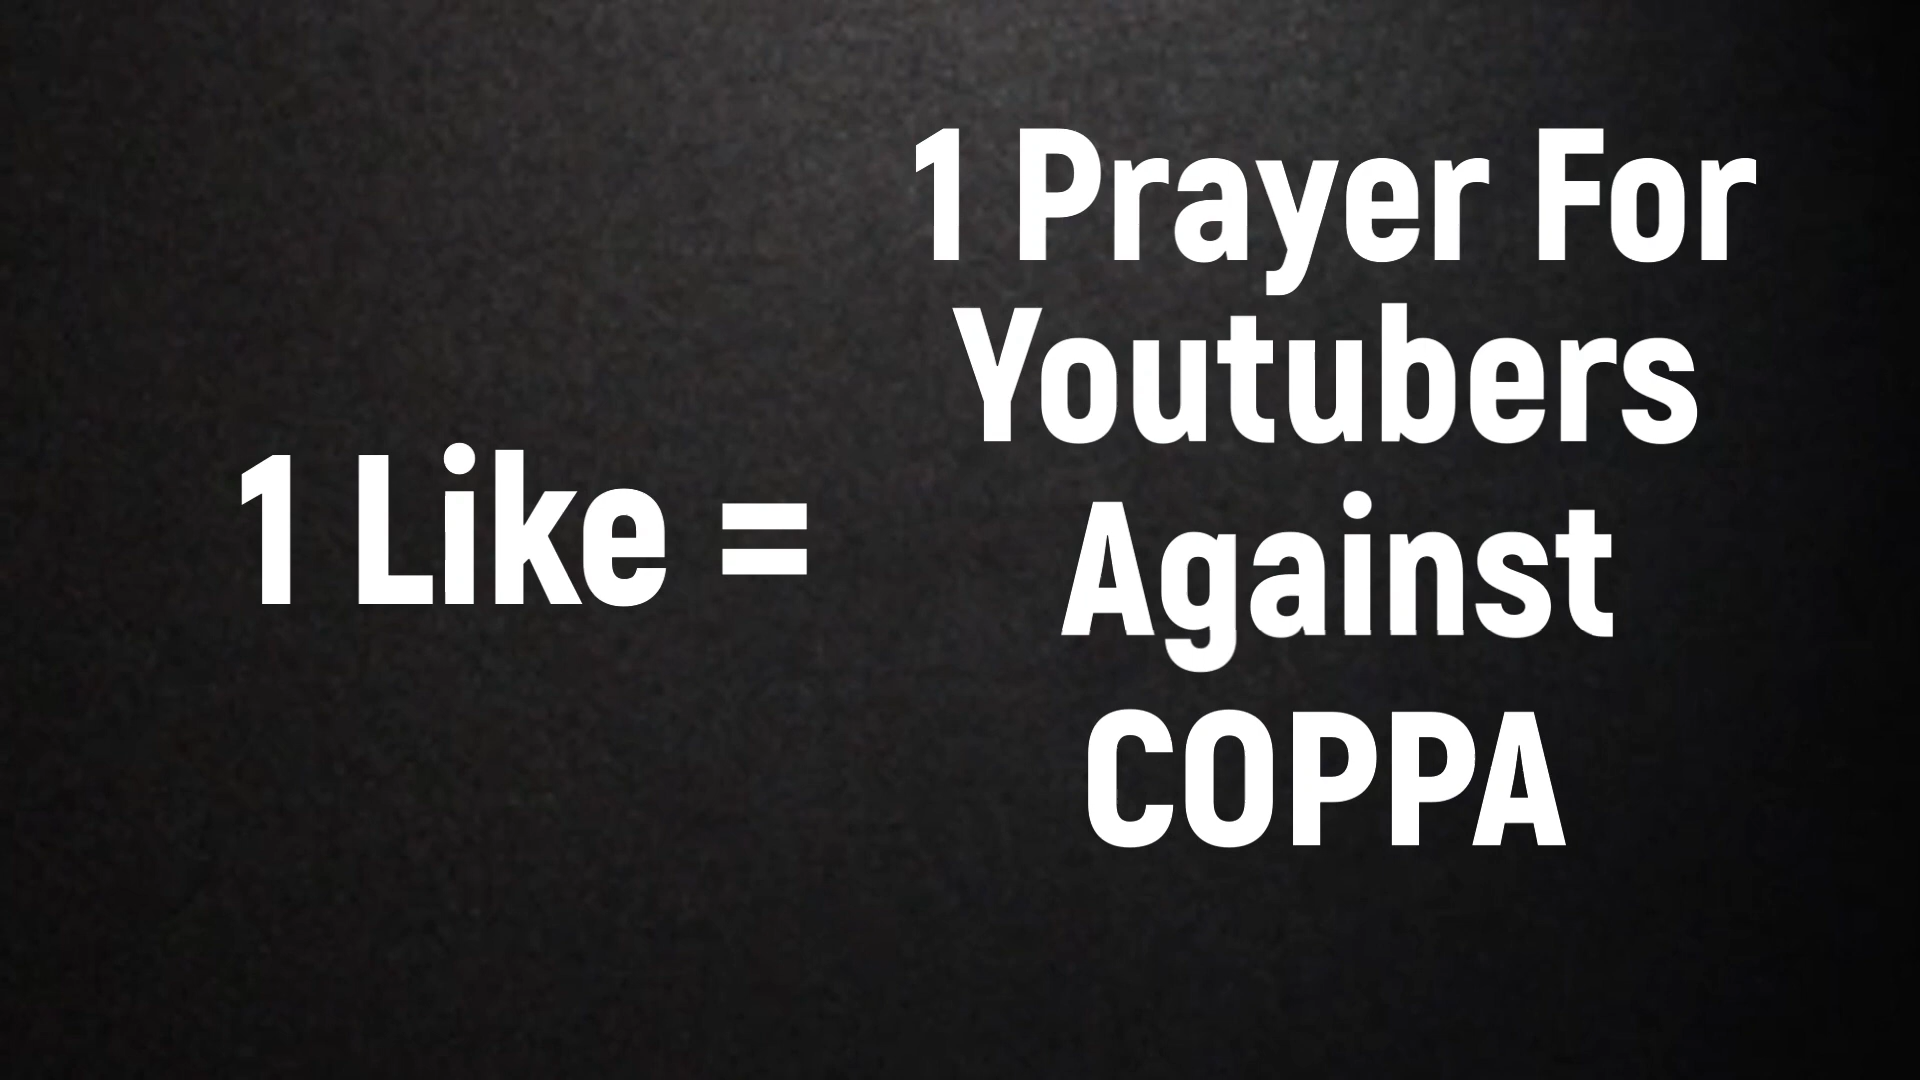 1 Like =
1 Prayer For
Youtubers
Against
COPPA